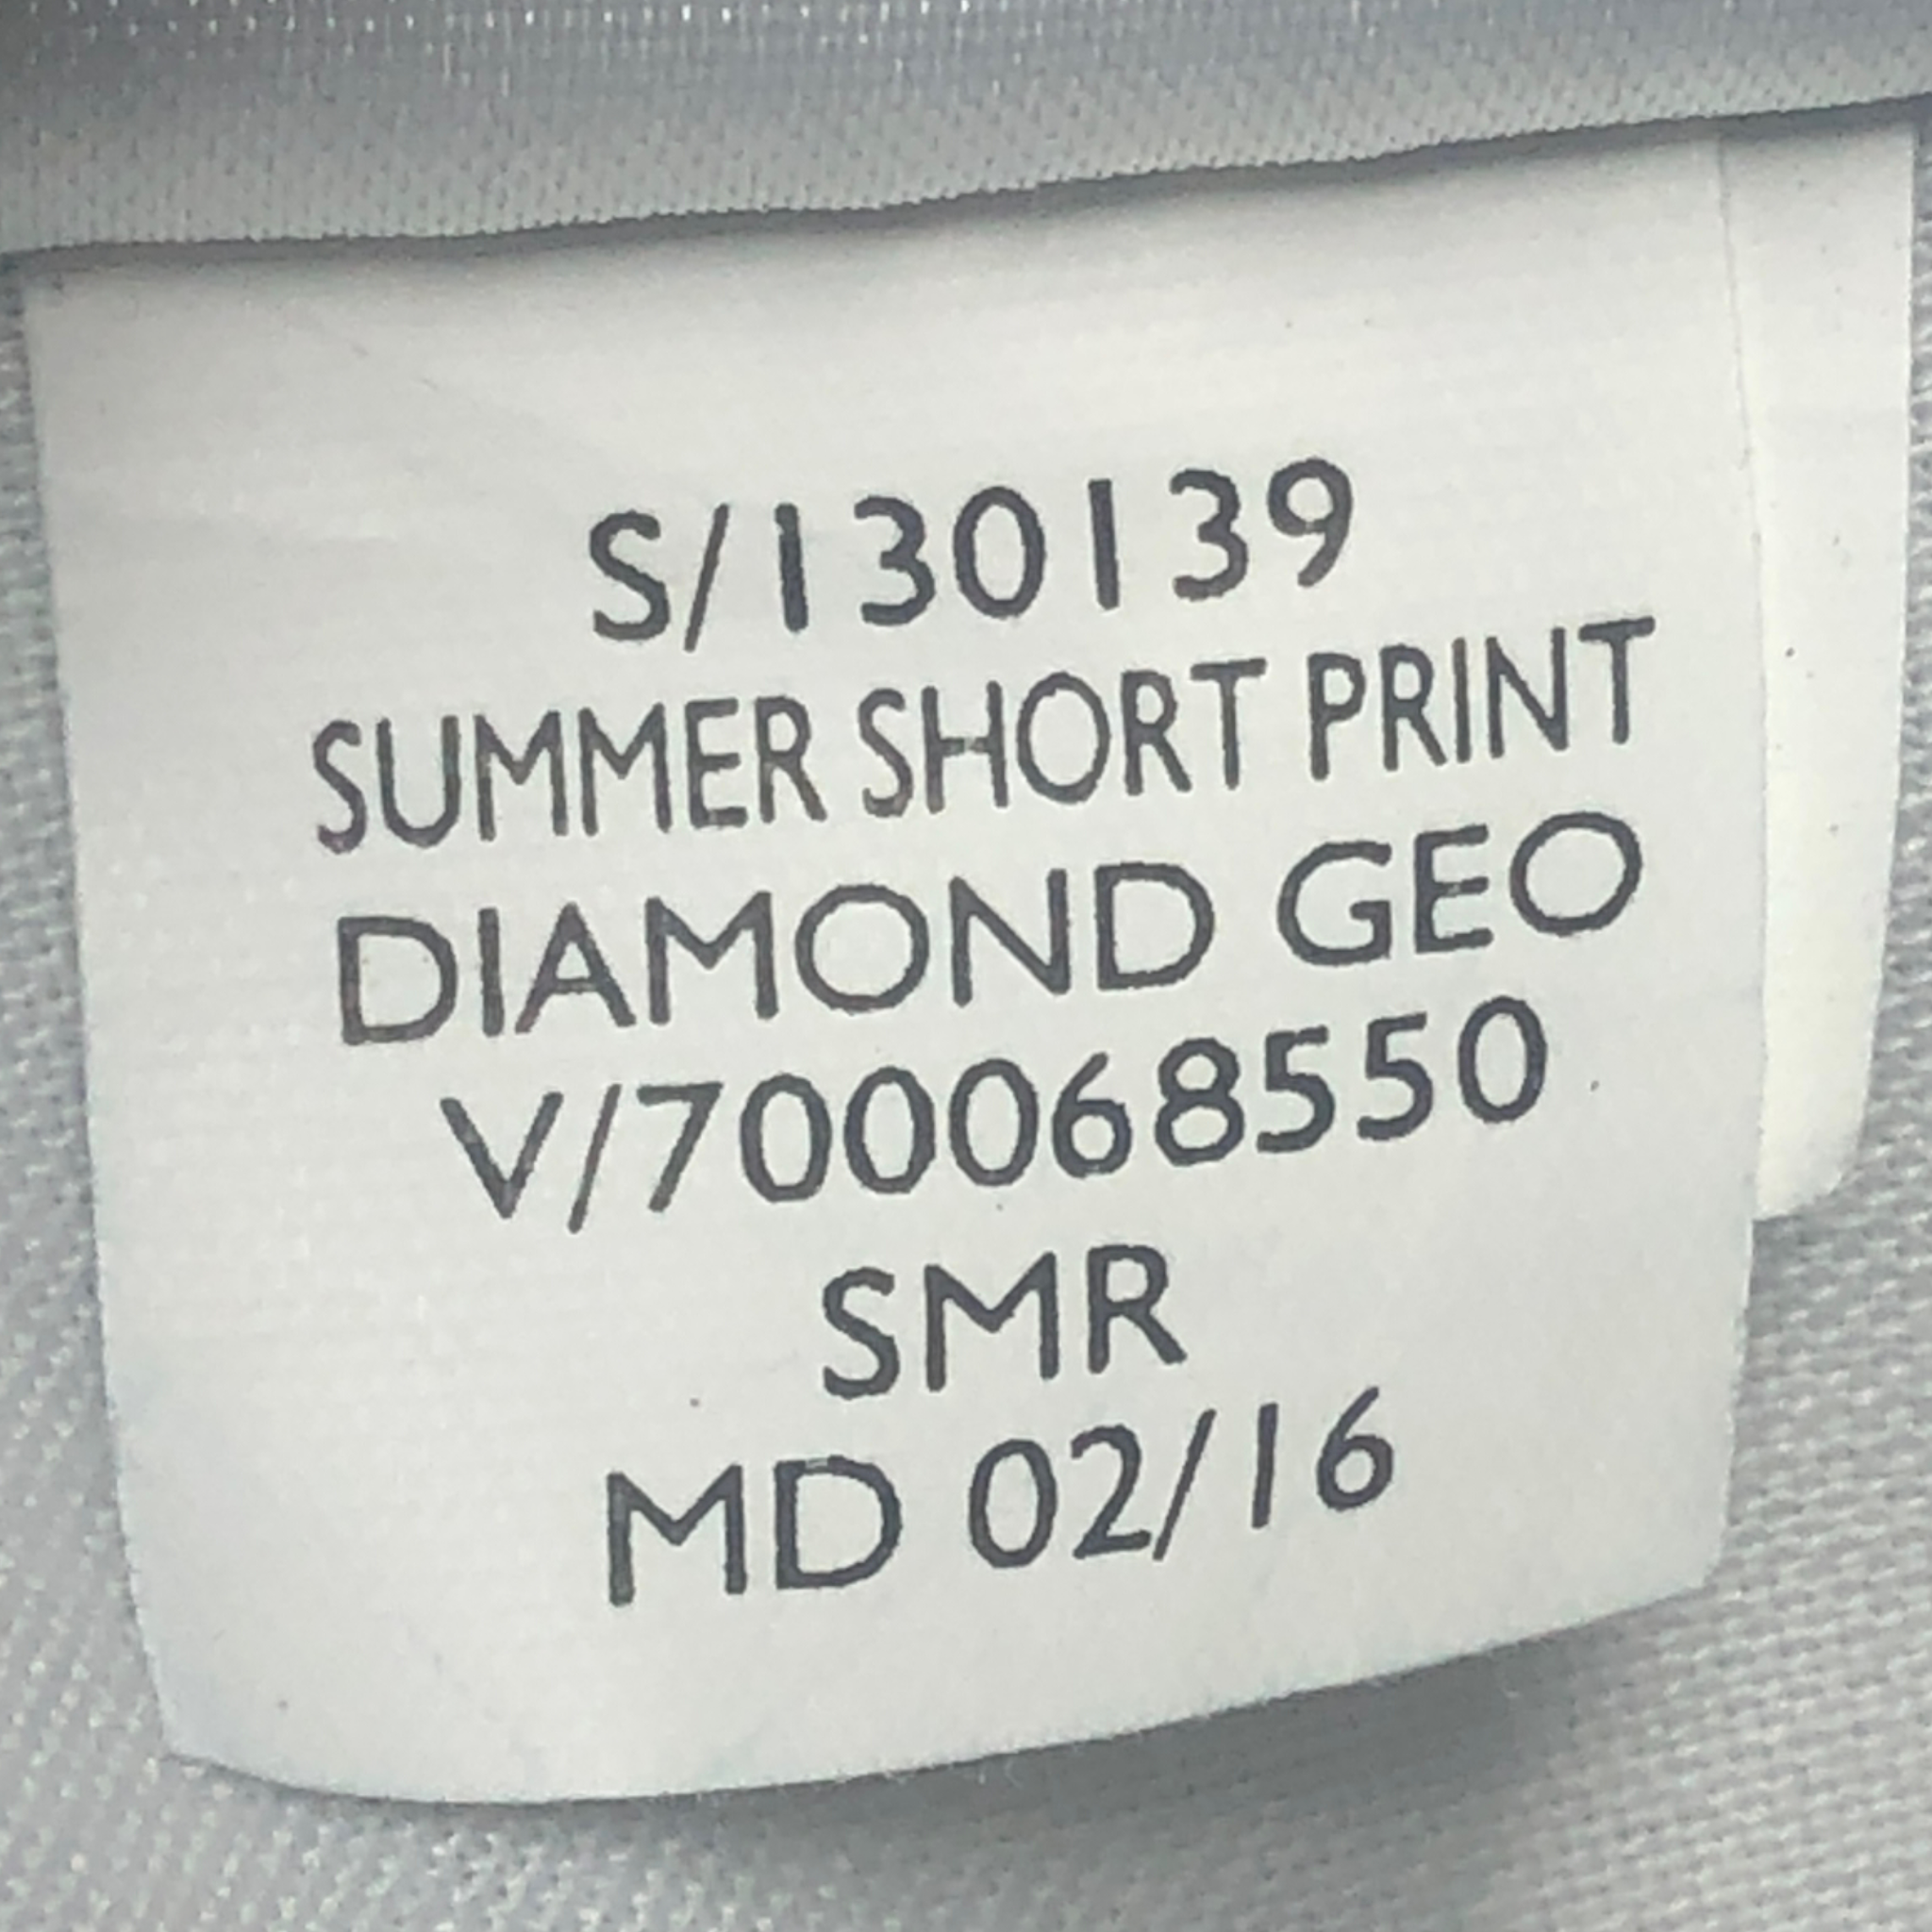 S/130139
SUMMER SHORT PRINT
DIAMOND GEO
V/700068550
SMR
MD 02/16